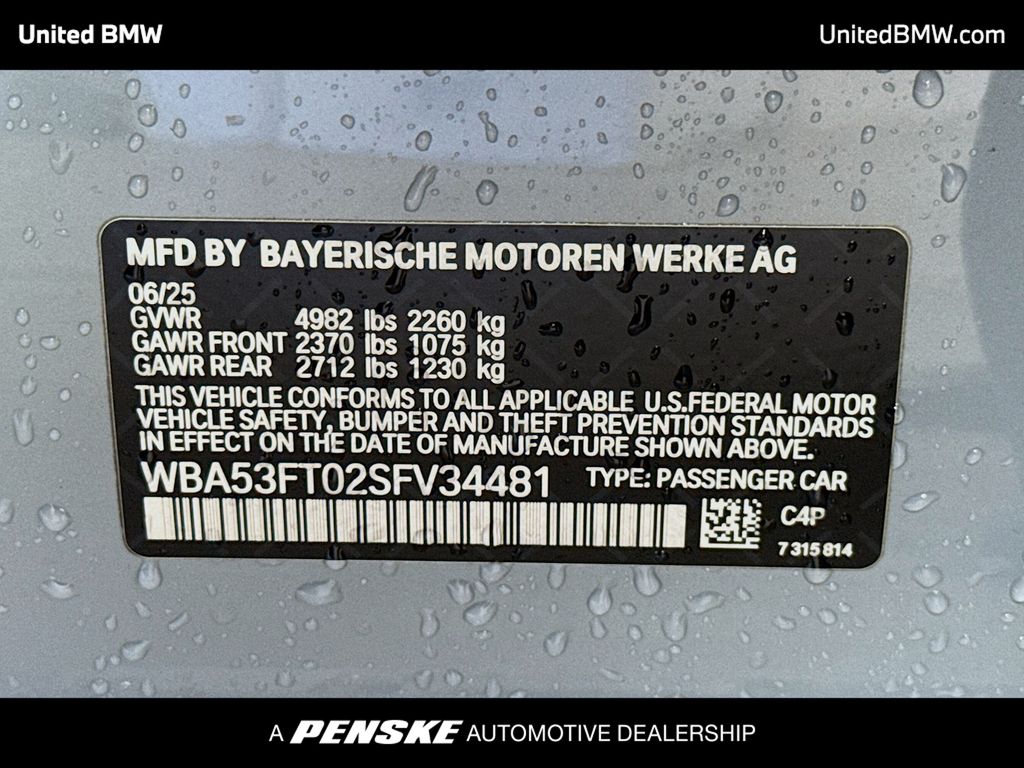 United BMW
UnitedBMW.com
MFD BY BAYERISCHE MOTOREN WERKE AG
06/25
GVWR 4982 lbs 2260 kg
GAWR FRONT 2370 lbs 1075 kg
GAWR REAR 2712 lbs 1230 kg
THIS VEHICLE CONFORMS TO ALL APPLICABLE U.S.FEDERAL MOTOR
VEHICLE SAFETY, BUMPER AND THEFT PREVENTION STANDARDS
IN EFFECT ON THE DATE OF MANUFACTURE SHOWN ABOVE.
WBA53FT02SFV34481 TYPE: PASSENGER CAR
C4P
7 315 814
A PENSKE AUTOMOTIVE DEALERSHIP